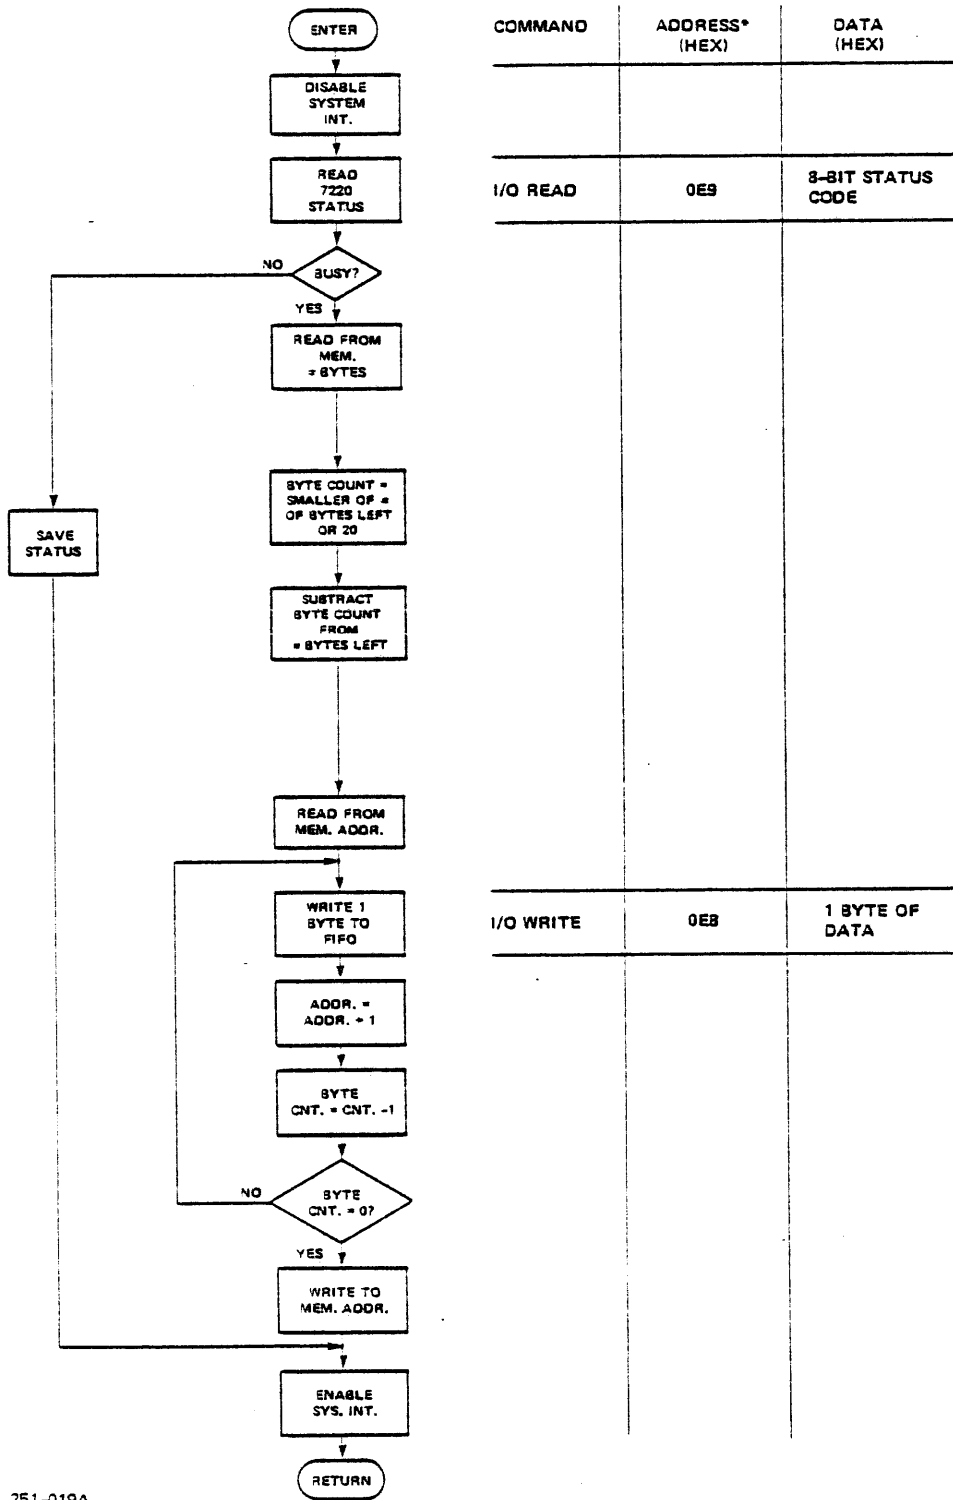 ENTER
DISABLE
SYSTEM
INT.
READ
7220
STATUS
BUSY?
NO
YES
READ FROM
MEM.
= BYTES
BYTE COUNT =
SMALLER OF =
OF BYTES LEFT
OR 20
SAVE
STATUS
SUBTRACT
BYTE COUNT
FROM
= BYTES LEFT
READ FROM
MEM. ADDR.
WRITE 1
BYTE TO
FIFO
ADDR. =
ADDR. + 1
BYTE
CNT. = CNT. -1
NO
BYTE
CNT. = 0?
YES
WRITE TO
MEM. ADDR.
ENABLE
SYS. INT.
RETURN
COMMAND
ADDRESS*
(HEX)
DATA
(HEX)
I/O READ
0E9
8-BIT STATUS
CODE
I/O WRITE
0E8
1 BYTE OF
DATA
251-019A